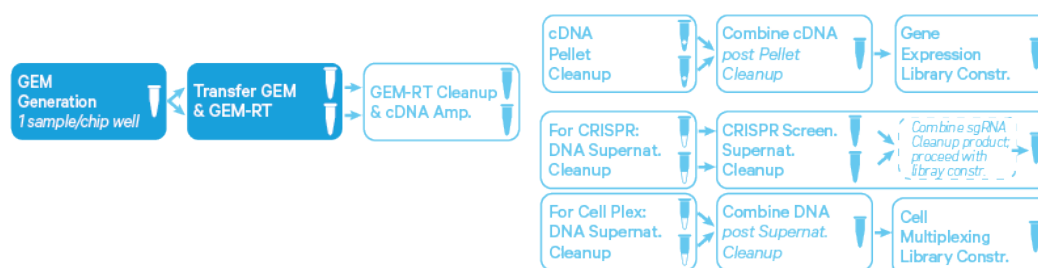 GEM
Generation
1 sample/chip well
Transfer GEM
& GEM-RT
GEM-RT Cleanup
& cDNA Amp.
cDNA
Pellet
Cleanup
Combine cDNA
post Pellet
Cleanup
Gene
Expression
Library Constr.
For CRISPR:
DNA Supernat.
Cleanup
CRISPR Screen.
Supernat.
Cleanup
Combine sgRNA
Cleanup product,
proceed with
libray constr.
For Cell Plex:
DNA Supernat.
Cleanup
Combine DNA
post Supernat.
Cleanup
Cell
Multiplexing
Library Constr.